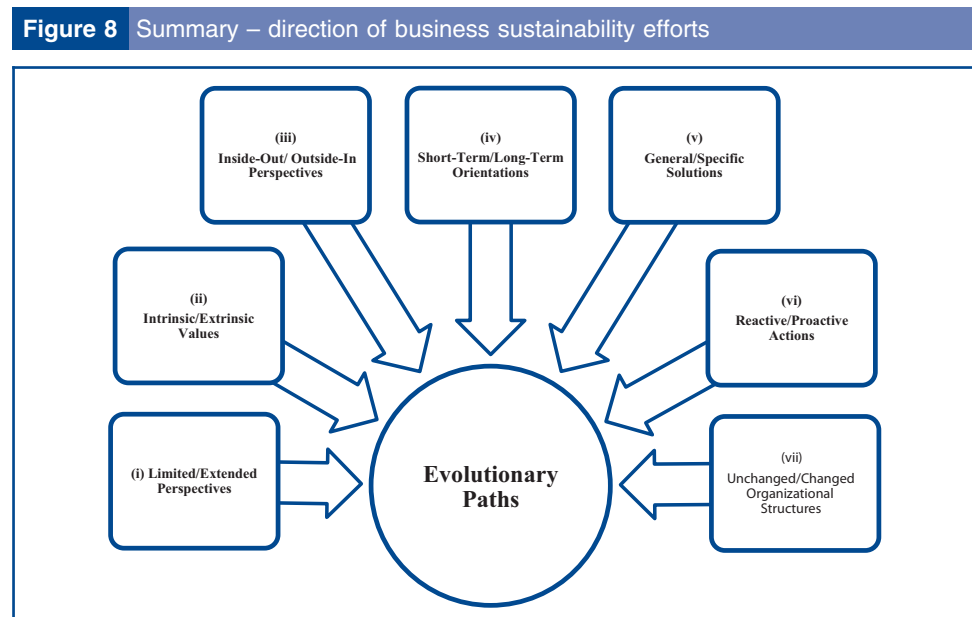 Figure 8 Summary – direction of business sustainability efforts
(iii)
Inside-Out/ Outside-In
Perspectives
(iv)
Short-Term/Long-Term
Orientations
(v)
General/Specific
Solutions
(ii)
Intrinsic/Extrinsic
Values
(vi)
Reactive/Proactive
Actions
(i) Limited/Extended
Perspectives
Evolutionary
Paths
(vii)
Unchanged/Changed
Organizational
Structures